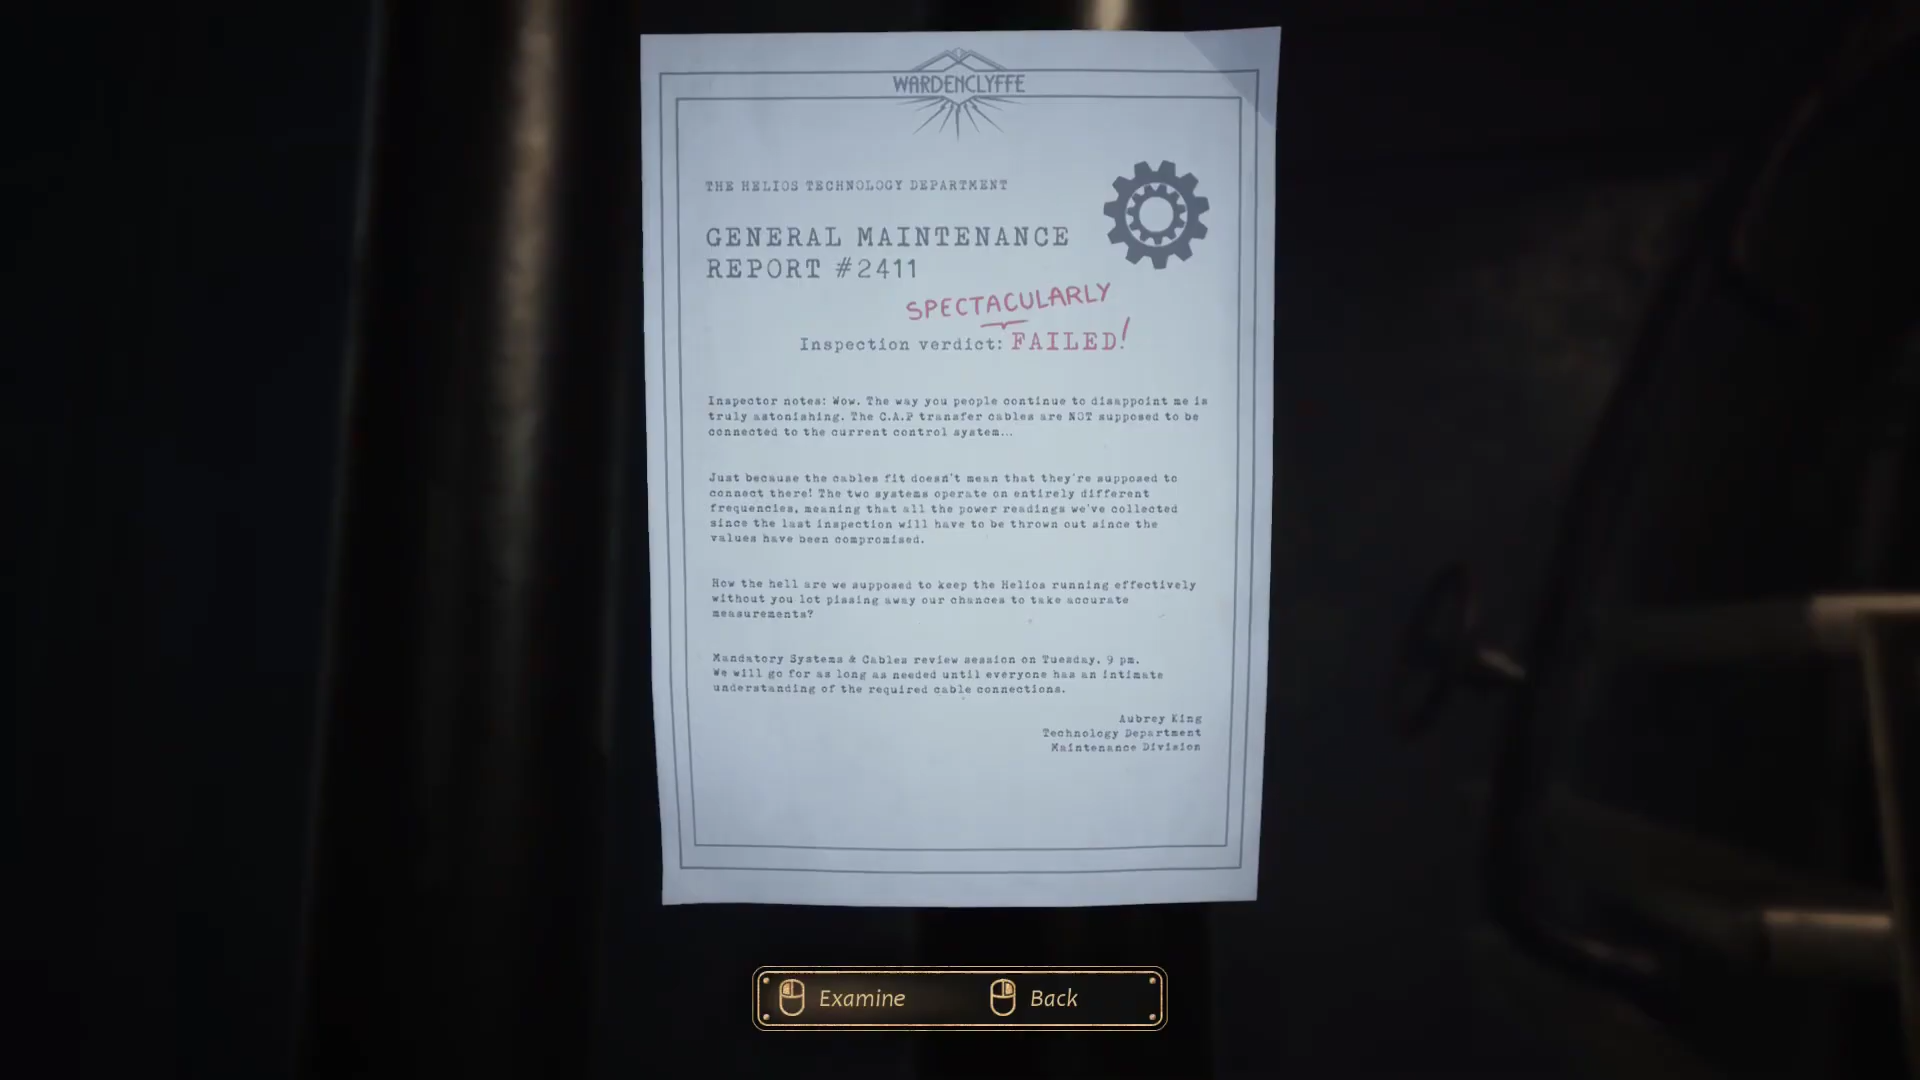 WARDENCLYFFE
THE HELIOS TECHNOLOGY DEPARTMENT
GENERAL MAINTENANCE
REPORT #2411
SPECTACULARLY
Inspection verdict: FAILED!
Inspector notes: Wow. The way you people continue to disappoint me is
truly astonishing. The C.A.P transfer cables are NOT supposed to be
connected to the current control system...
Just because the cables fit doesn't mean that they're supposed to
connect there! The two systems operate on entirely different
frequencies, meaning that all the power readings we've collected
since the last inspection will have to be thrown out since the
values have been compromised.
How the hell are we supposed to keep the Helios running effectively
without you lot pissing away our chances to take accurate
measurements?
Mandatory Systems & Cables review session on Tuesday, 9 pm.
We will go for as long as needed until everyone has an intimate
understanding of the required cable connections.
Aubrey King
Technology Department
Maintenance Division
Examine Back